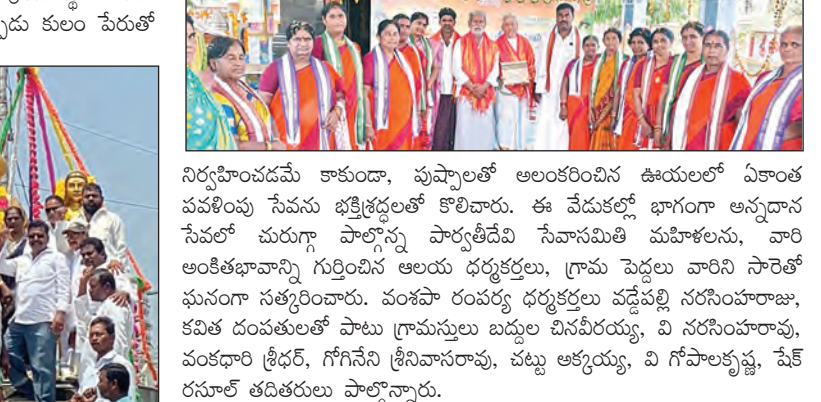 ప్పుడు కులం పేరుతో
నిర్వహించడమే కాకుండా, పుష్పాలతో అలంకరించిన ఊయలలో ఏకాంత
పవళింపు సేవను భక్తిశ్రద్ధలతో కొలిచారు. ఈ వేడుకల్లో భాగంగా అన్నదాన
సేవలో చురుగ్గా పాల్గొన్న పార్వతీదేవి సేవాసమితి మహిళలను, వారి
అంకితభావాన్ని గుర్తించిన ఆలయ ధర్మకర్తలు, గ్రామ పెద్దలు వారిని సారెతో
ఘనంగా సత్కరించారు. వంశపా రంపర్య ధర్మకర్తలు వడ్డేపల్లి నరసింహరాజు,
కవిత దంపతులతో పాటు గ్రామస్తులు బద్దుల చినవీరయ్య, వి నరసింహరావు,
వంకధారి శ్రీధర్, గోగినేని శ్రీనివాసరావు, చట్టు అక్కయ్య, వి గోపాలకృష్ణ, షేక్
రసూల్ తదితరులు పాల్గొన్నారు.